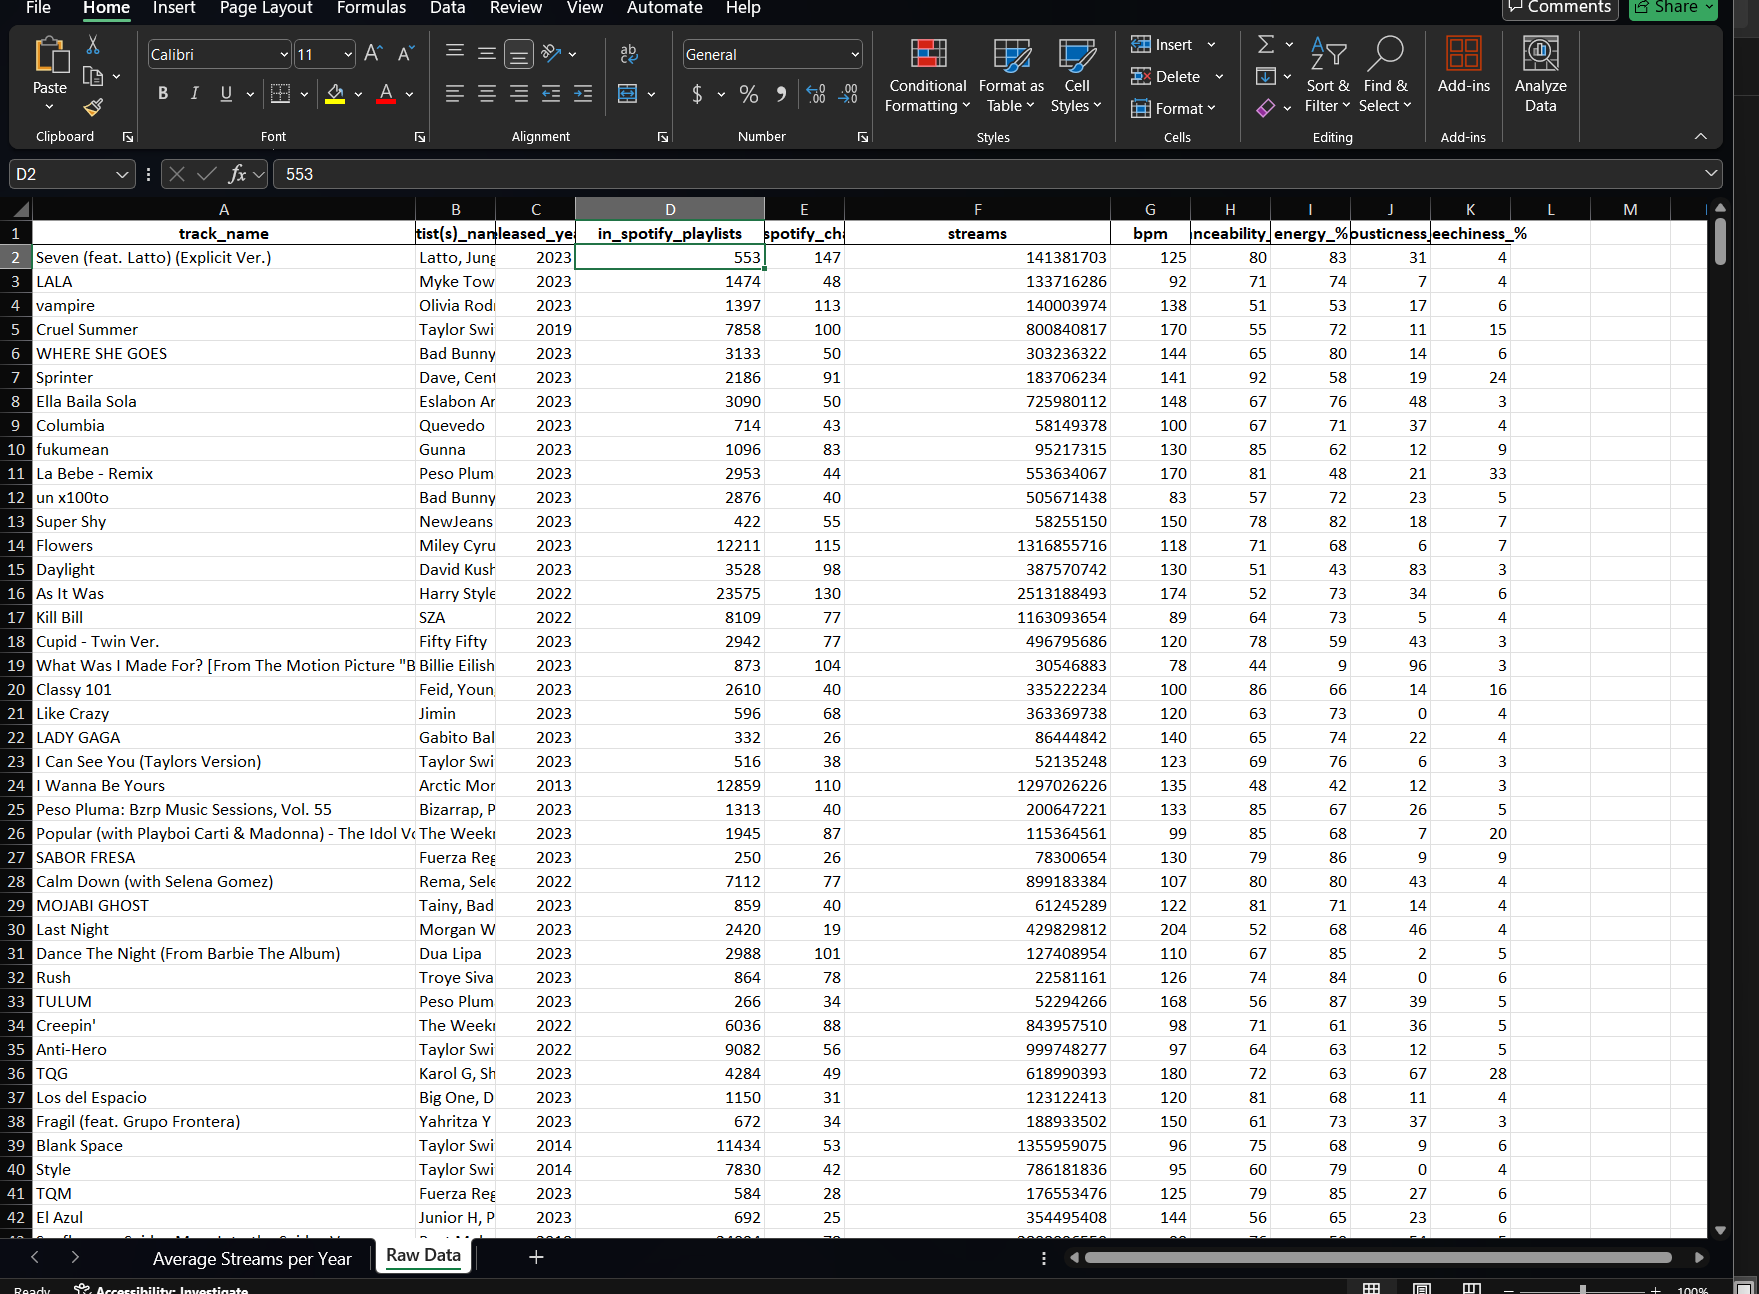 File Home Insert Page Layout Formulas Data Review View Automate Help Comments Share
Calibri 11 General Insert
Paste Conditional Format as Cell Delete Sort & Find & Add-ins Analyze
B I U A $ % Formatting Table Styles Format Filter Select Data
Clipboard Font Alignment Number Styles Cells Editing Add-ins
D2 fx 553
A B C D E F G H I J K L M
1 track_name tist(s)_nam leased_yea in_spotify_playlists spotify_cha streams bpm nceability_ energy_% ousticness_ eechiness_%
2 Seven (feat. Latto) (Explicit Ver.) Latto, Jung 2023 553 147 141381703 125 80 83 31 4
3 LALA Myke Tow 2023 1474 48 133716286 92 71 74 7 4
4 vampire Olivia Rodr 2023 1397 113 140003974 138 51 53 17 6
5 Cruel Summer Taylor Swi 2019 7858 100 800840817 170 55 72 11 15
6 WHERE SHE GOES Bad Bunny 2023 3133 50 303236322 144 65 80 14 6
7 Sprinter Dave, Cent 2023 2186 91 183706234 141 92 58 19 24
8 Ella Baila Sola Eslabon Ar 2023 3090 50 725980112 148 67 76 48 3
9 Columbia Quevedo 2023 714 43 58149378 100 67 71 37 4
10 fukumean Gunna 2023 1096 83 95217315 130 85 62 12 9
11 La Bebe - Remix Peso Plum 2023 2953 44 553634067 170 81 48 21 33
12 un x100to Bad Bunny 2023 2876 40 505671438 83 57 72 23 5
13 Super Shy NewJeans 2023 422 55 58255150 150 78 82 18 7
14 Flowers Miley Cyru 2023 12211 115 1316855716 118 71 68 6 7
15 Daylight David Kush 2023 3528 98 387570742 130 51 43 83 3
16 As It Was Harry Style 2022 23575 130 2513188493 174 52 73 34 6
17 Kill Bill SZA 2022 8109 77 1163093654 89 64 73 5 4
18 Cupid - Twin Ver. Fifty Fifty 2023 2942 77 496795686 120 78 59 43 3
19 What Was I Made For? [From The Motion Picture "B Billie Eilish 2023 873 104 30546883 78 44 9 96 3
20 Classy 101 Feid, Youn 2023 2610 40 335222234 100 86 66 14 16
21 Like Crazy Jimin 2023 596 68 363369738 120 63 73 0 4
22 LADY GAGA Gabito Bal 2023 332 26 86444842 140 65 74 22 4
23 I Can See You (Taylors Version) Taylor Swi 2023 516 38 52135248 123 69 76 6 3
24 I Wanna Be Yours Arctic Mor 2013 12859 110 1297026226 135 48 42 12 3
25 Peso Pluma: Bzrp Music Sessions, Vol. 55 Bizarrap, P 2023 1313 40 200647221 133 85 67 26 5
26 Popular (with Playboi Carti & Madonna) - The Idol Vo The Weekn 2023 1945 87 115364561 99 85 68 7 20
27 SABOR FRESA Fuerza Reg 2023 250 26 78300654 130 79 86 9 9
28 Calm Down (with Selena Gomez) Rema, Sele 2022 7112 77 899183384 107 80 80 43 4
29 MOJABI GHOST Tainy, Bad 2023 859 40 61245289 122 81 71 14 4
30 Last Night Morgan W 2023 2420 19 429829812 204 52 68 46 4
31 Dance The Night (From Barbie The Album) Dua Lipa 2023 2988 101 127408954 110 67 85 2 5
32 Rush Troye Siva 2023 864 78 22581161 126 74 84 0 6
33 TULUM Peso Plum 2023 266 34 52294266 168 56 87 39 5
34 Creepin' The Weekn 2022 6036 88 843957510 98 71 61 36 5
35 Anti-Hero Taylor Swi 2022 9082 56 999748277 97 64 63 12 5
36 TQG Karol G, Sh 2023 4284 49 618990393 180 72 63 67 28
37 Los del Espacio Big One, D 2023 1150 31 123122413 120 81 68 11 4
38 Fragil (feat. Grupo Frontera) Yahritza Y 2023 672 34 188933502 150 61 73 37 3
39 Blank Space Taylor Swi 2014 11434 53 1355959075 96 75 68 9 6
40 Style Taylor Swi 2014 7830 42 786181836 95 60 79 0 4
41 TQM Fuerza Reg 2023 584 28 176553476 125 79 85 27 6
42 El Azul Junior H, P 2023 692 25 354495408 144 56 65 23 6
Average Streams per Year Raw Data
Ready Accessibility: Investigate 100%